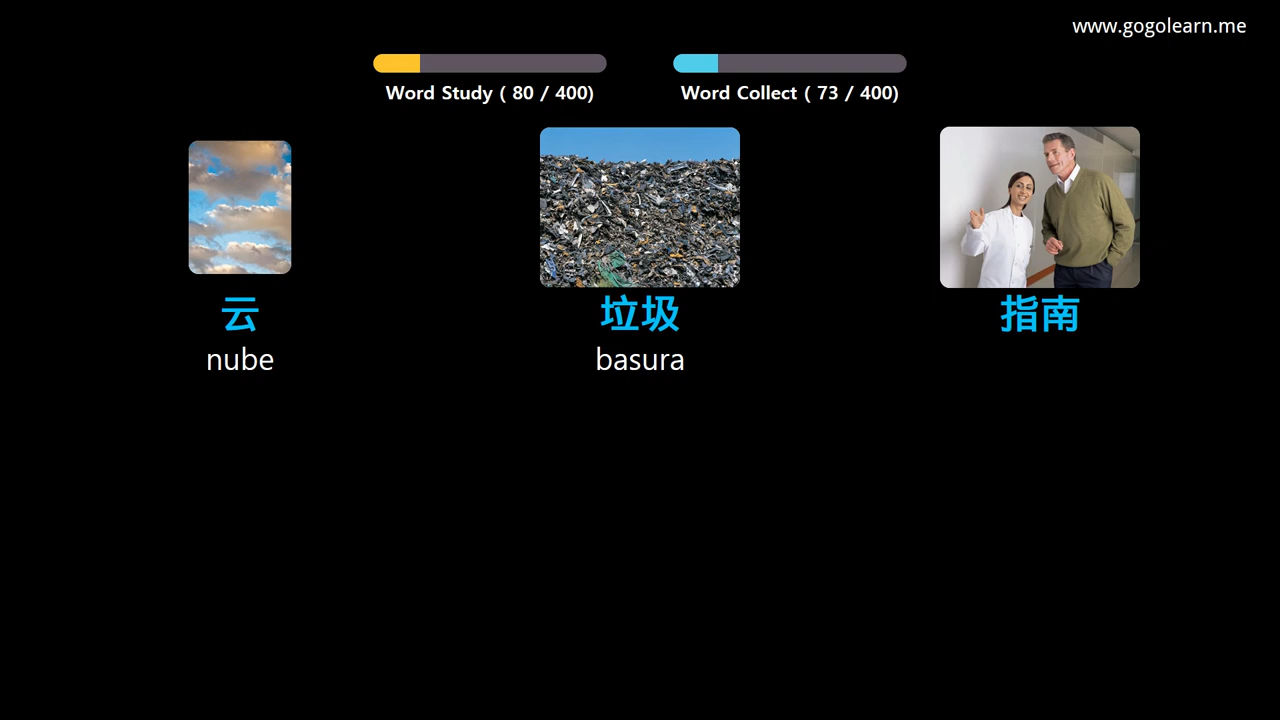 www.gogolearn.me
Word Study ( 80 / 400)
Word Collect ( 73 / 400)
云
垃圾
指南
nube
basura